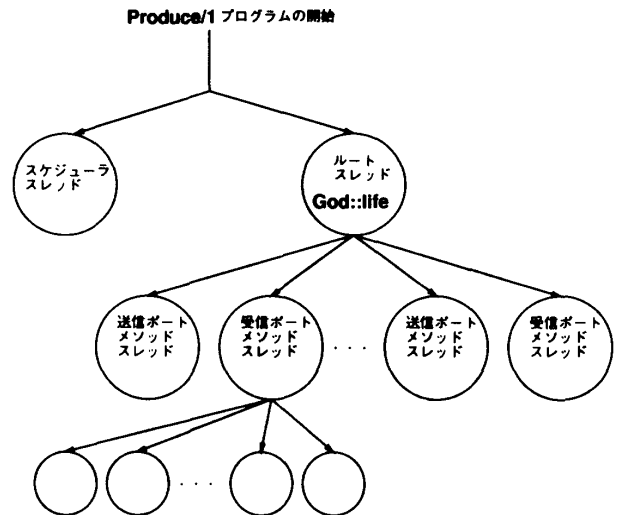 Produce/1 プログラムの開始
スケジューラ
スレッド
ルート
スレッド
God::life
送信ポート
メソッド
スレッド
受信ポート
メソッド
スレッド
. . .
送信ポート
メソッド
スレッド
受信ポート
メソッド
スレッド
. . .